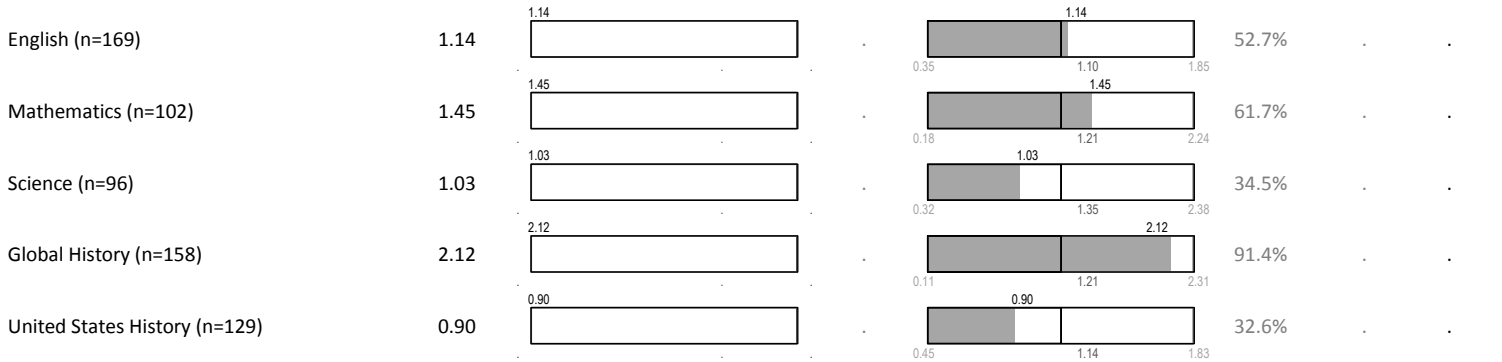 1.14 1.14
English (n=169) 1.14 . 52.7% . .
. . . 0.35 1.10 1.85
1.45 1.45
Mathematics (n=102) 1.45 . 61.7% . .
. . . 0.18 1.21 2.24
1.03 1.03
Science (n=96) 1.03 . 34.5% . .
. . . 0.32 1.35 2.38
2.12 2.12
Global History (n=158) 2.12 . 91.4% . .
. . . 0.11 1.21 2.31
0.90 0.90
United States History (n=129) 0.90 . 32.6% . .
. . . 0.45 1.14 1.83